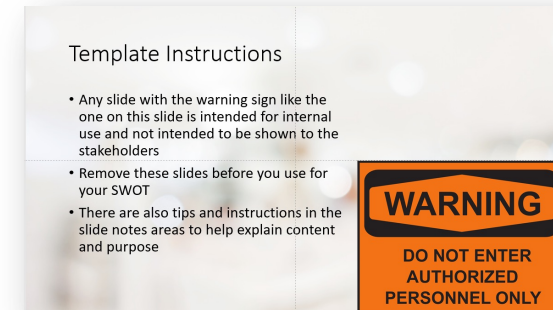 Template Instructions
• Any slide with the warning sign like the
one on this slide is intended for internal
use and not intended to be shown to the
stakeholders
• Remove these slides before you use for
your SWOT
• There are also tips and instructions in the
slide notes areas to help explain content
and purpose
WARNING
DO NOT ENTER
AUTHORIZED
PERSONNEL ONLY